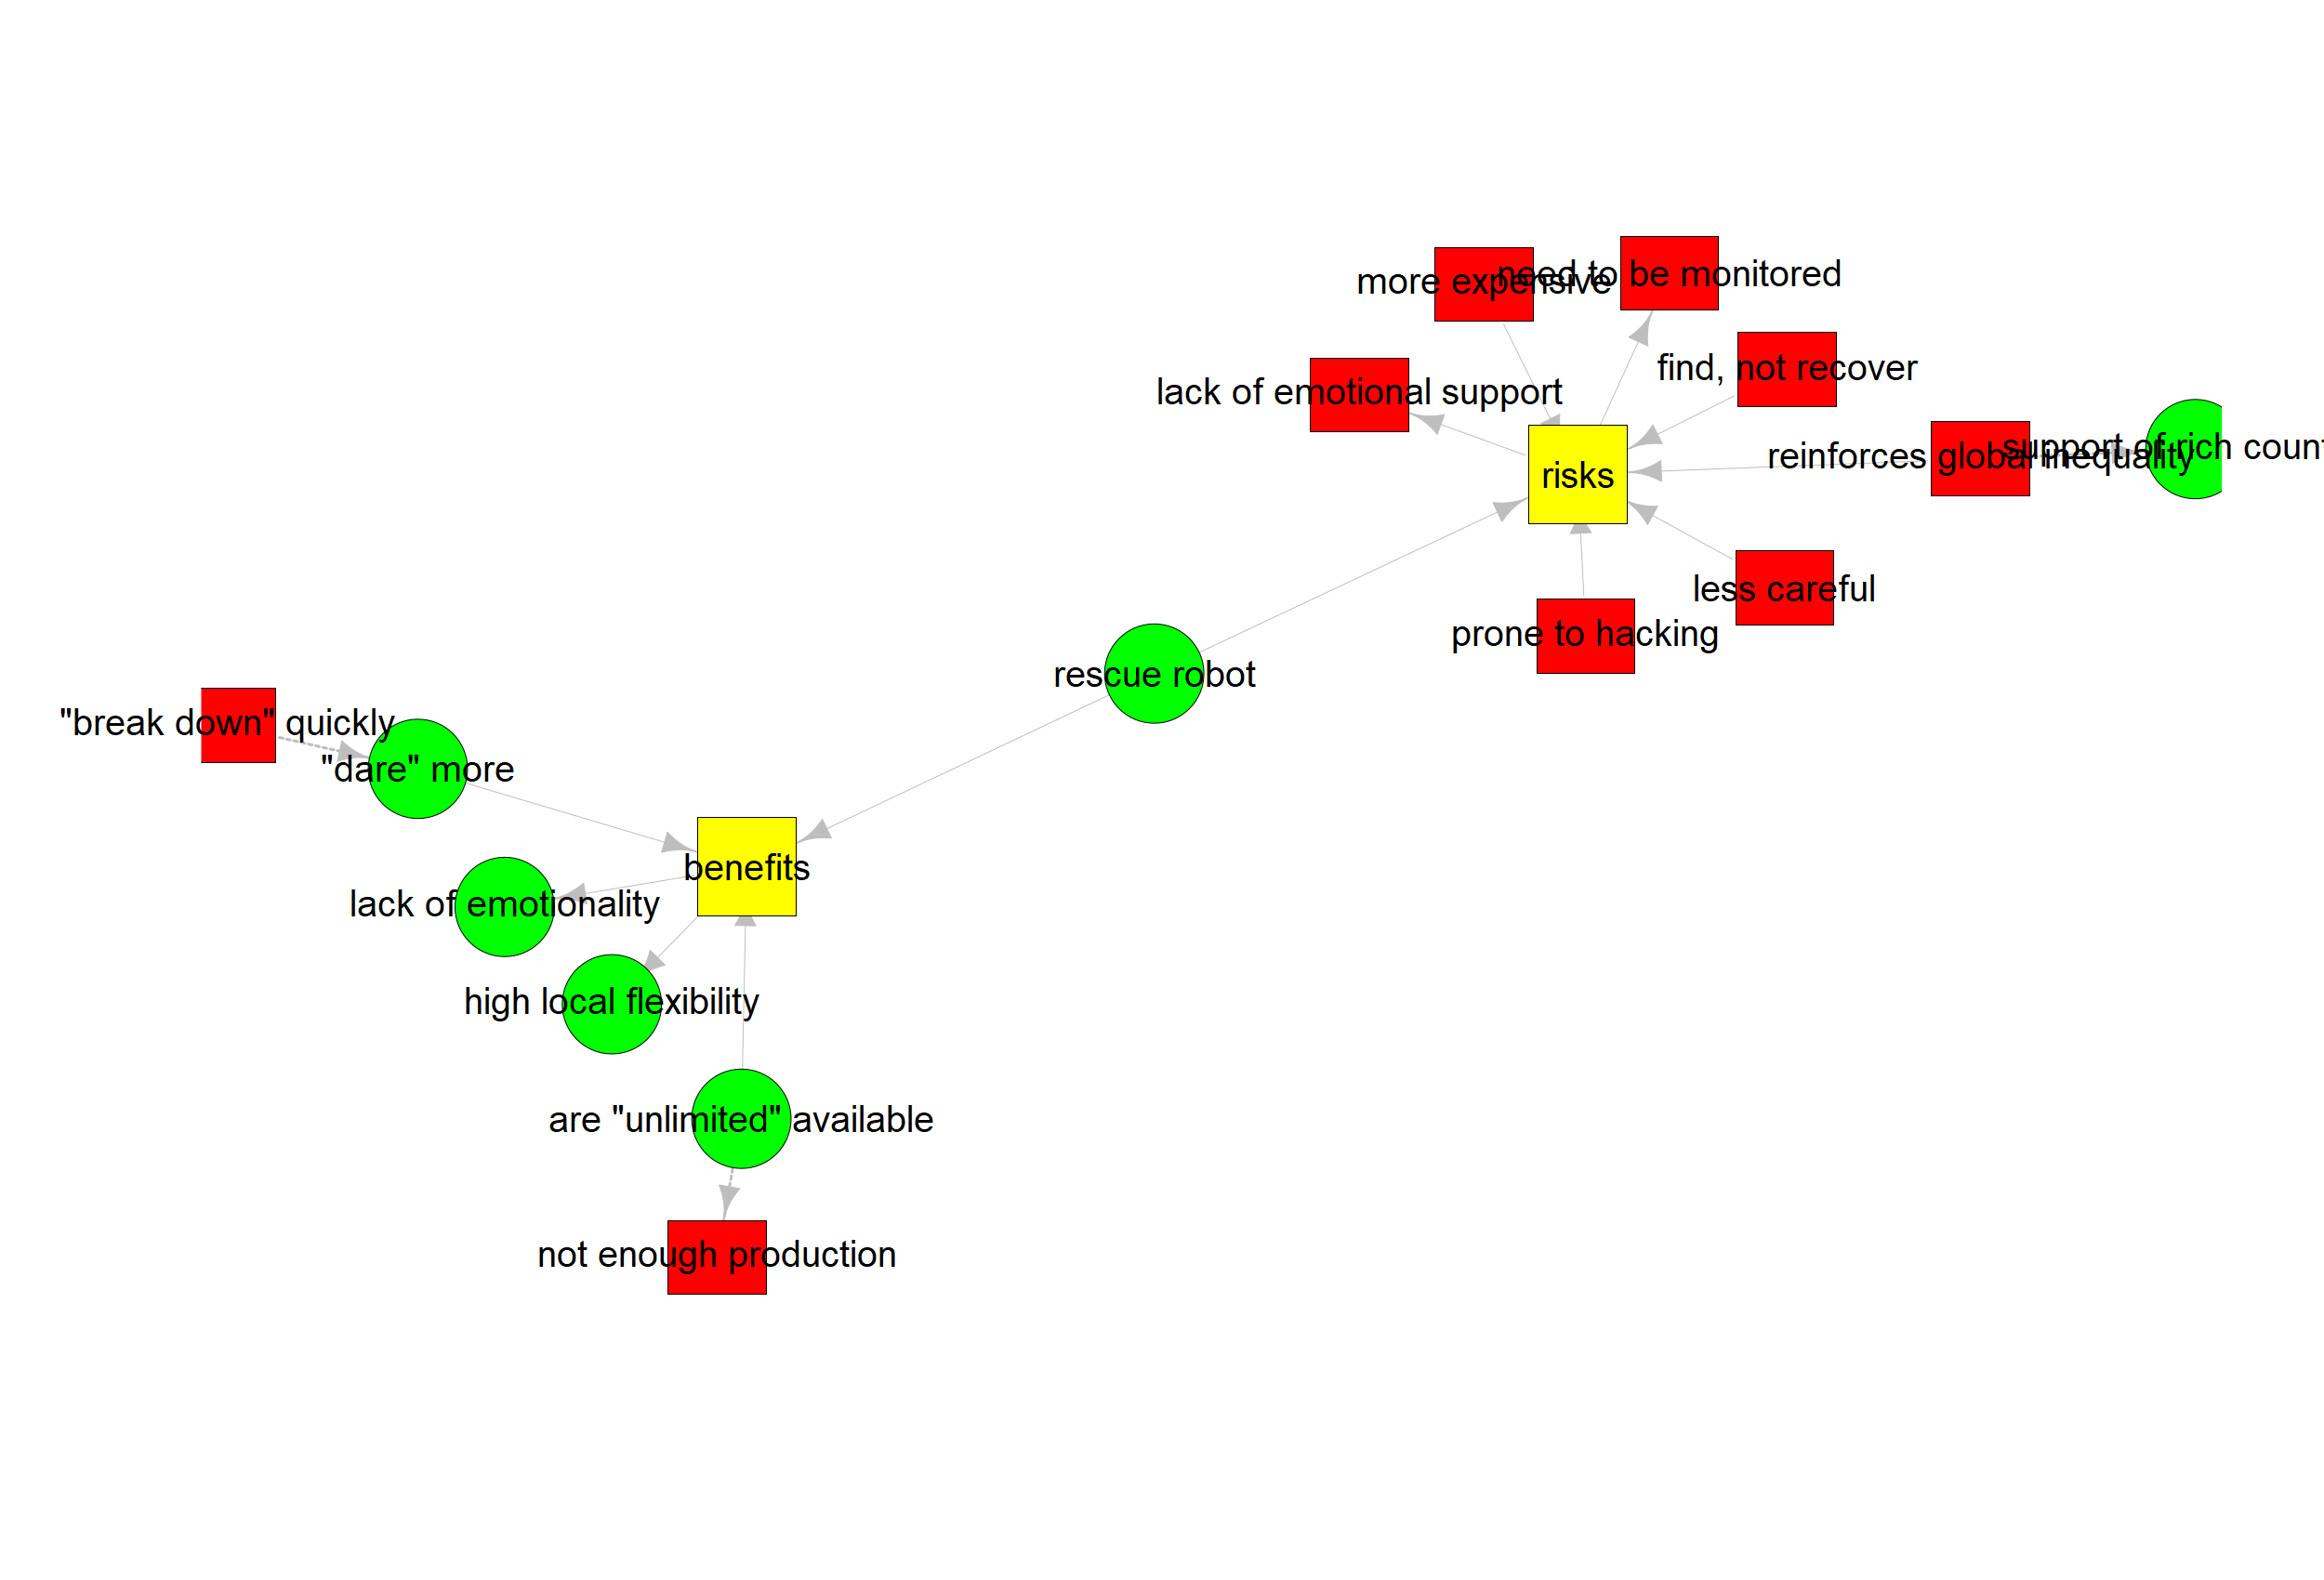 need to be monitored
more expensive
find, not recover
lack of emotional support
support of rich
reinforces global inequality
risks
less careful
prone to hacking
rescue robot
"break down" quickly
"dare" more
benefits
lack of emotionality
high local flexibility
are "unlimited" available
not enough production